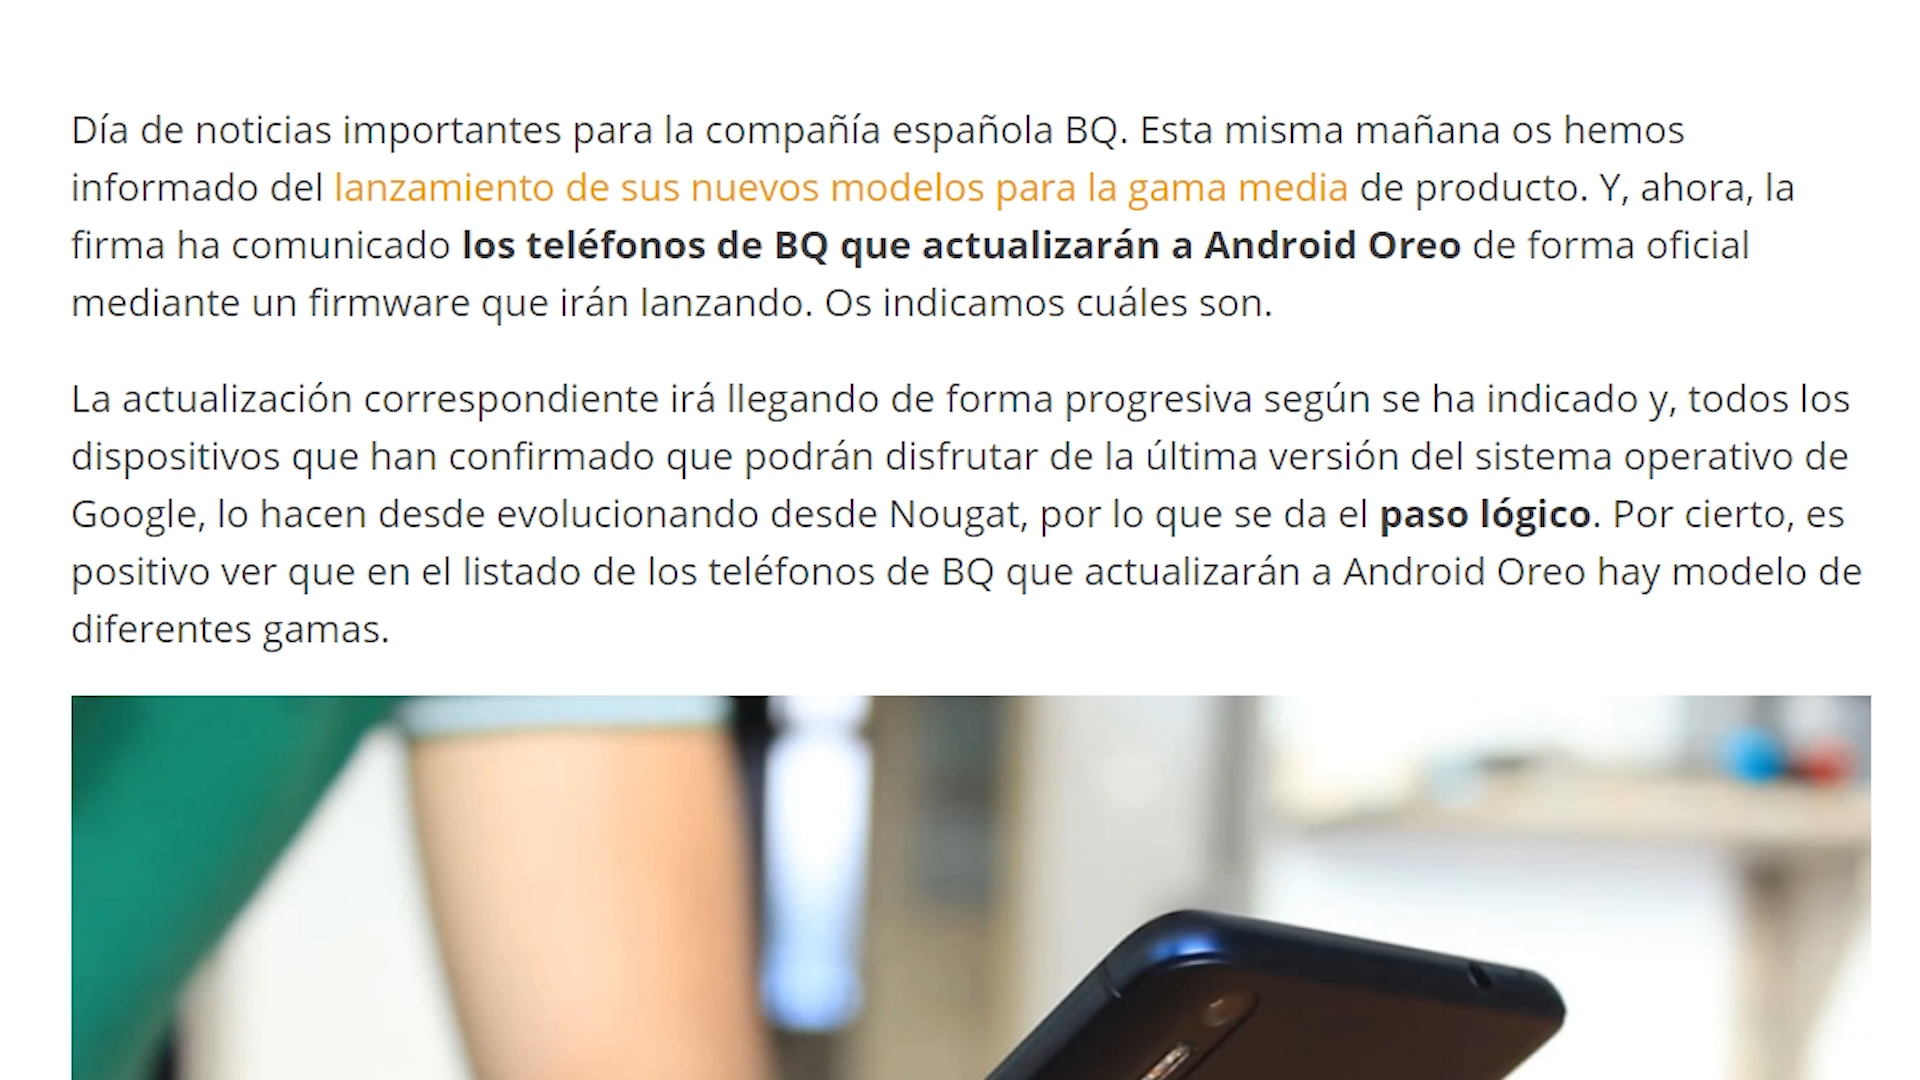 Día de noticias importantes para la compañía española BQ. Esta misma mañana os hemos
informado del lanzamiento de sus nuevos modelos para la gama media de producto. Y, ahora, la
firma ha comunicado los teléfonos de BQ que actualizarán a Android Oreo de forma oficial
mediante un firmware que irán lanzando. Os indicamos cuáles son.
La actualización correspondiente irá llegando de forma progresiva según se ha indicado y, todos los
dispositivos que han confirmado que podrán disfrutar de la última versión del sistema operativo de
Google, lo hacen desde evolucionando desde Nougat, por lo que se da el paso lógico. Por cierto, es
positivo ver que en el listado de los teléfonos de BQ que actualizarán a Android Oreo hay modelo de
diferentes gamas.